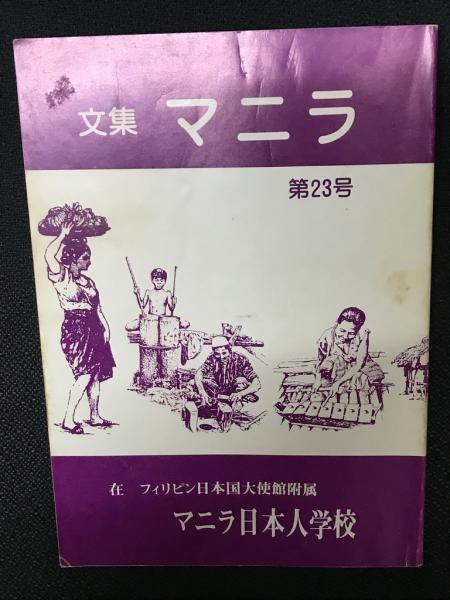 文集 マニラ
第23号
在 フィリピン日本国大使館附属
マニラ日本人学校